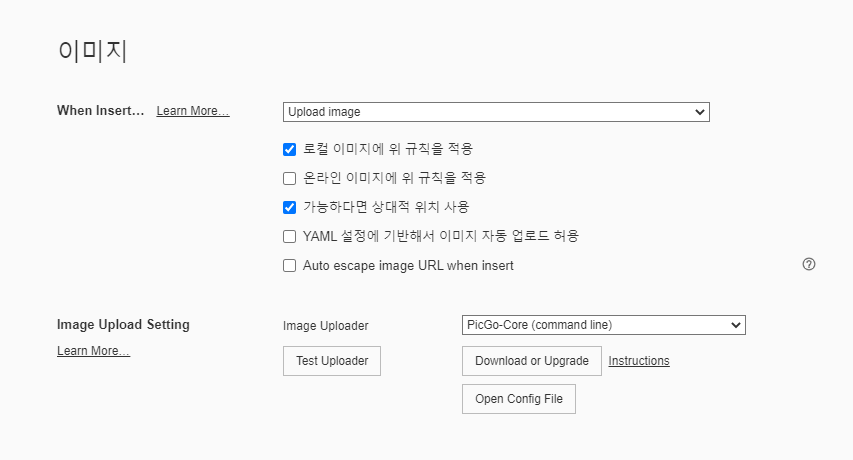 이미지
When Insert... Learn More... Upload image
로컬 이미지에 위 규칙을 적용
온라인 이미지에 위 규칙을 적용
가능하다면 상대적 위치 사용
YAML 설정에 기반해서 이미지 자동 업로드 허용
Auto escape image URL when insert
Image Upload Setting Image Uploader PicGo-Core (command line)
Learn More... Test Uploader Download or Upgrade Instructions
Open Config File